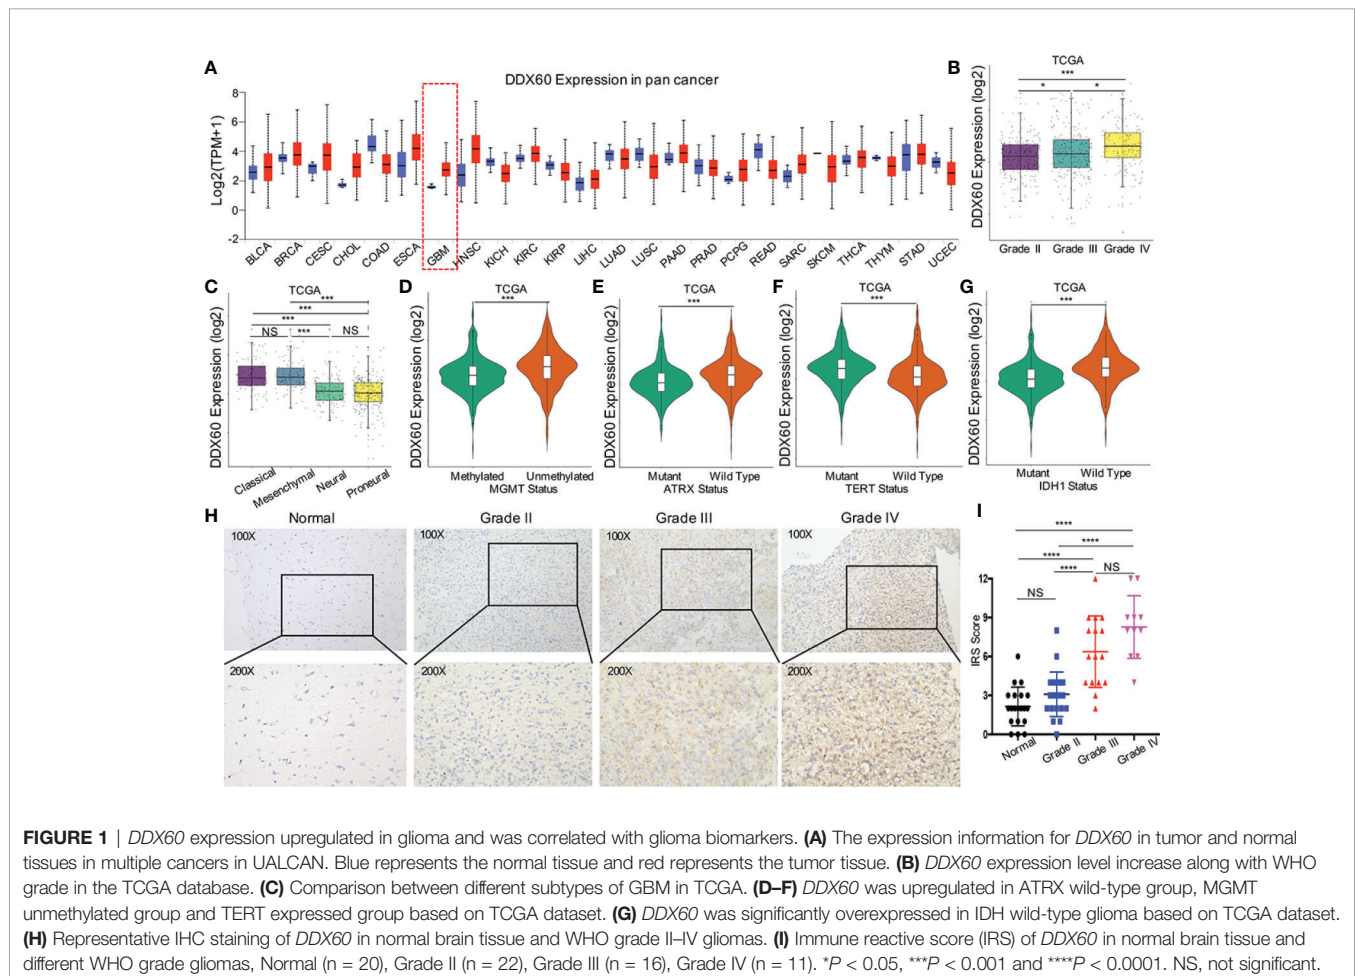 A
DDX60 Expression in pan cancer
Log2(TPM+1)
8
6
4
2
0
-2
BLCA
BRCA
CESC
CHOL
COAD
ESCA
GBM
HNSC
KICH
KIRC
KIRP
LIHC
LUAD
LUSC
PAAD
PRAD
PCPG
READ
SARC
SKCM
THCA
THYM
STAD
UCEC
B
TCGA
***
*
*
DDX60 Expression (log2)
Grade II Grade III Grade IV
C
TCGA
***
***
***
NS *** NS
DDX60 Expression (log2)
Classical
Mesenchymal
Neural
Proneural
D
TCGA
***
DDX60 Expression (log2)
Methylated Unmethylated
MGMT Status
E
TCGA
***
DDX60 Expression (log2)
Mutant Wild Type
ATRX Status
F
TCGA
***
DDX60 Expression (log2)
Mutant Wild Type
TERT Status
G
TCGA
***
DDX60 Expression (log2)
Mutant Wild Type
IDH1 Status
H
Normal Grade II Grade III Grade IV
100X 100X 100X 100X
200X 200X 200X 200X
I
****
****
****
**** NS
NS
IRS Score
12
9
6
3
0
Normal
Grade II
Grade III
Grade IV
FIGURE 1 | DDX60 expression upregulated in glioma and was correlated with glioma biomarkers. (A) The expression information for DDX60 in tumor and normal
tissues in multiple cancers in UALCAN. Blue represents the normal tissue and red represents the tumor tissue. (B) DDX60 expression level increase along with WHO
grade in the TCGA database. (C) Comparison between different subtypes of GBM in TCGA. (D–F) DDX60 was upregulated in ATRX wild-type group, MGMT
unmethylated group and TERT expressed group based on TCGA dataset. (G) DDX60 was significantly overexpressed in IDH wild-type glioma based on TCGA dataset.
(H) Representative IHC staining of DDX60 in normal brain tissue and WHO grade II–IV gliomas. (I) Immune reactive score (IRS) of DDX60 in normal brain tissue and
different WHO grade gliomas, Normal (n = 20), Grade II (n = 22), Grade III (n = 16), Grade IV (n = 11). *P < 0.05, ***P < 0.001 and ****P < 0.0001. NS, not significant.